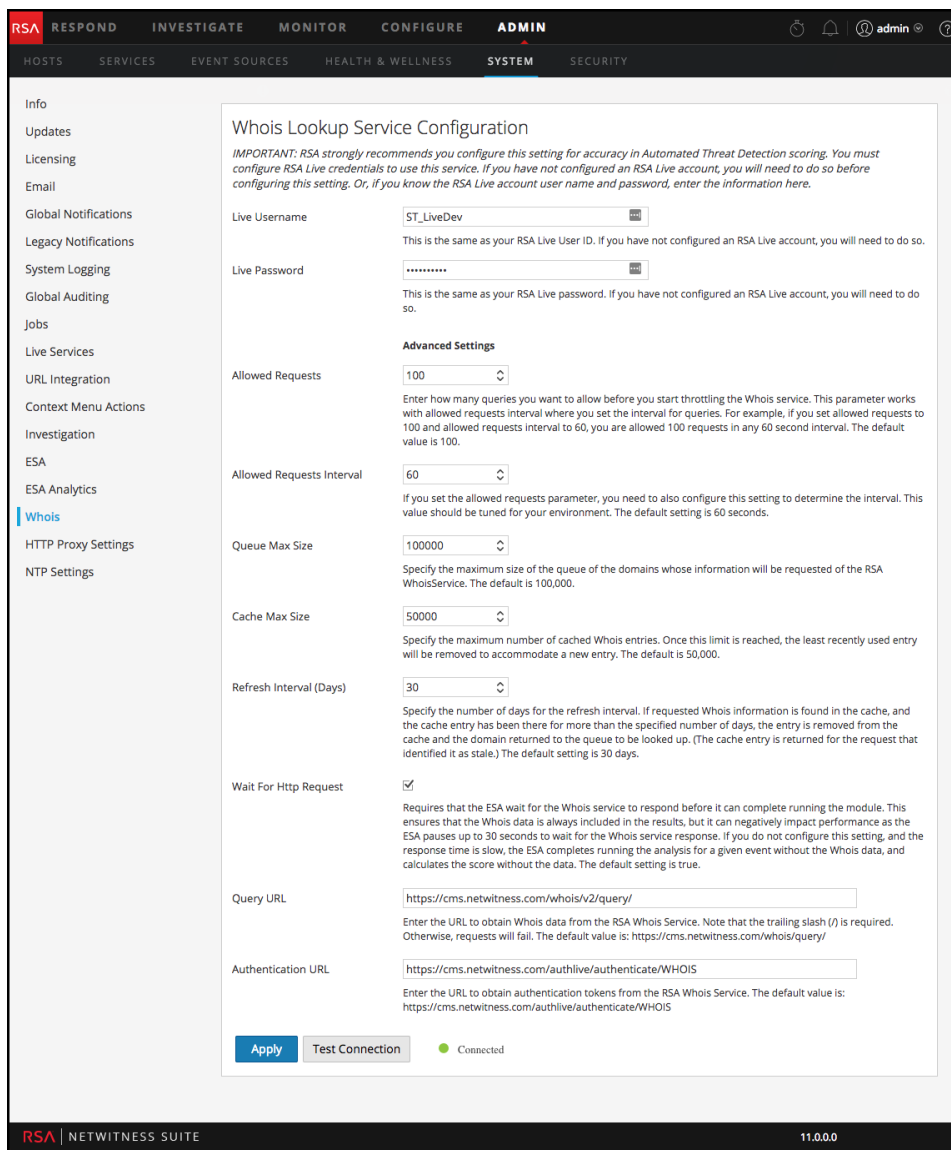 RSA RESPOND INVESTIGATE MONITOR CONFIGURE ADMIN admin ?
HOSTS SERVICES EVENT SOURCES HEALTH & WELLNESS SYSTEM SECURITY
Info
Updates
Licensing
Email
Global Notifications
Legacy Notifications
System Logging
Global Auditing
Jobs
Live Services
URL Integration
Context Menu Actions
Investigation
ESA
ESA Analytics
Whois
HTTP Proxy Settings
NTP Settings
Whois Lookup Service Configuration
IMPORTANT: RSA strongly recommends you configure this setting for accuracy in Automated Threat Detection scoring. You must
configure RSA Live credentials to use this service. If you have not configured an RSA Live account, you will need to do so before
configuring this setting. Or, if you know the RSA Live account user name and password, enter the information here.
Live Username ST_LiveDev
This is the same as your RSA Live User ID. If you have not configured an RSA Live account, you will need to do so.
Live Password ••••••••••
This is the same as your RSA Live password. If you have not configured an RSA Live account, you will need to do
so.
Advanced Settings
Allowed Requests 100
Enter how many queries you want to allow before you start throttling the Whois service. This parameter works
with allowed requests interval where you set the interval for queries. For example, if you set allowed requests to
100 and allowed requests interval to 60, you are allowed 100 requests in any 60 second interval. The default
value is 100.
Allowed Requests Interval 60
If you set the allowed requests parameter, you need to also configure this setting to determine the interval. This
value should be tuned for your environment. The default setting is 60 seconds.
Queue Max Size 100000
Specify the maximum size of the queue of the domains whose information will be requested of the RSA
WhoisService. The default is 100,000.
Cache Max Size 50000
Specify the maximum number of cached Whois entries. Once this limit is reached, the least recently used entry
will be removed to accommodate a new entry. The default is 50,000.
Refresh Interval (Days) 30
Specify the number of days for the refresh interval. If requested Whois information is found in the cache, and
the cache entry has been there for more than the specified number of days, the entry is removed from the
cache and the domain returned to the queue to be looked up. (The cache entry is returned for the request that
identified it as stale.) The default setting is 30 days.
Wait For Http Request
Requires that the ESA wait for the Whois service to respond before it can complete running the module. This
ensures that the Whois data is always included in the results, but it can negatively impact performance as the
ESA pauses up to 30 seconds to wait for the Whois service response. If you do not configure this setting, and the
response time is slow, the ESA completes running the analysis for a given event without the Whois data, and
calculates the score without the data. The default setting is true.
Query URL https://cms.netwitness.com/whois/v2/query/
Enter the URL to obtain Whois data from the RSA Whois Service. Note that the trailing slash (/) is required.
Otherwise, requests will fail. The default value is: https://cms.netwitness.com/whois/query/
Authentication URL https://cms.netwitness.com/authlive/authenticate/WHOIS
Enter the URL to obtain authentication tokens from the RSA Whois Service. The default value is:
https://cms.netwitness.com/authlive/authenticate/WHOIS
Apply Test Connection Connected
RSA NETWITNESS SUITE 11.0.0.0